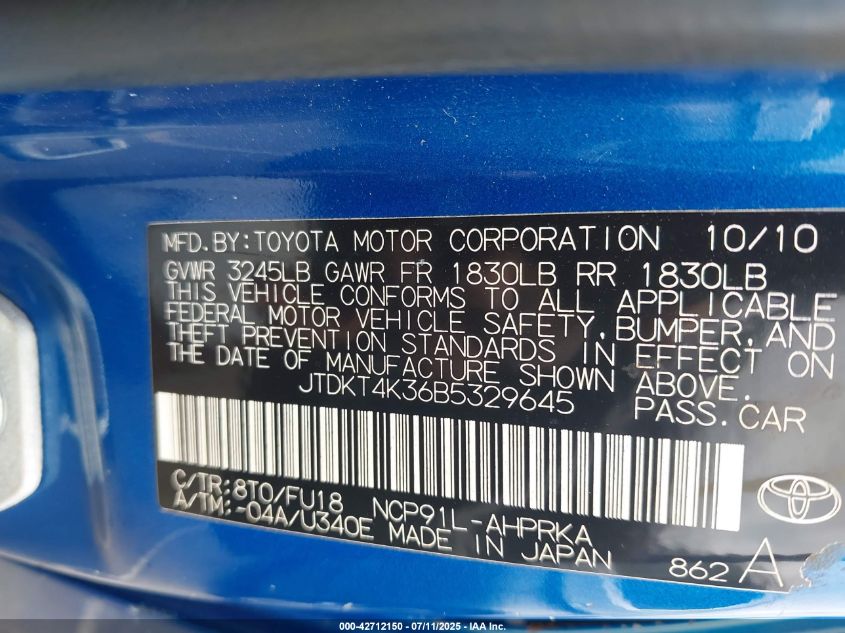 MFD. BY: TOYOTA MOTOR CORPORATION 10/10
GVWR 3245LB GAWR FR 1830LB RR 1830LB
THIS VEHICLE CONFORMS TO ALL APPLICABLE
FEDERAL MOTOR VEHICLE SAFETY, BUMPER, AND
THEFT PREVENTION STANDARDS IN EFFECT ON
THE DATE OF MANUFACTURE SHOWN ABOVE.
JTDKT4K36B5329645 PASS. CAR
C/TR: 8T0/FU18 NCP91L-AHPRKA
A/TM: -04A/U340E MADE IN JAPAN
862 A
000-42712150 - 07/11/2025 - IAA Inc.